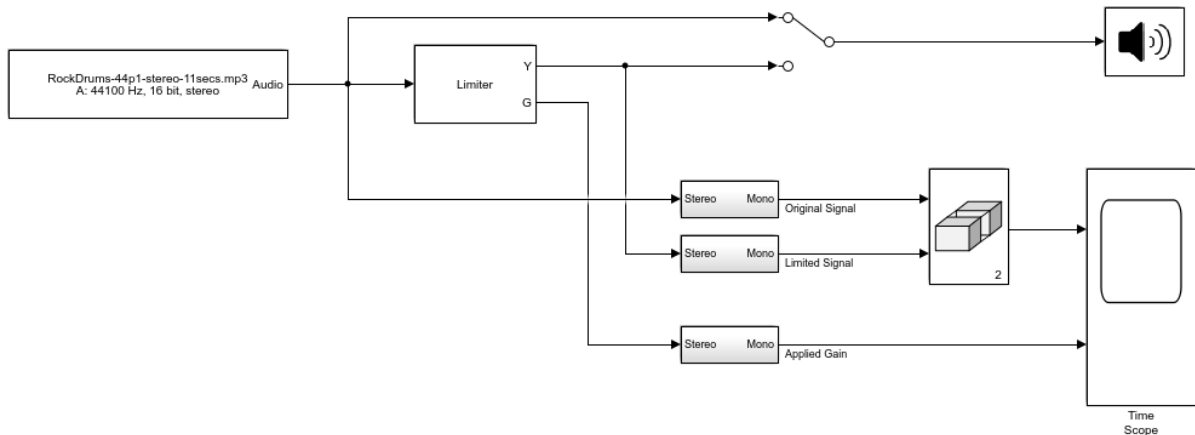 RockDrums-44p1-stereo-11secs.mp3
A: 44100 Hz, 16 bit, stereo
Audio
Limiter
Y
G
Stereo Mono
Original Signal
Stereo Mono
Limited Signal
2
Stereo Mono
Applied Gain
Time
Scope